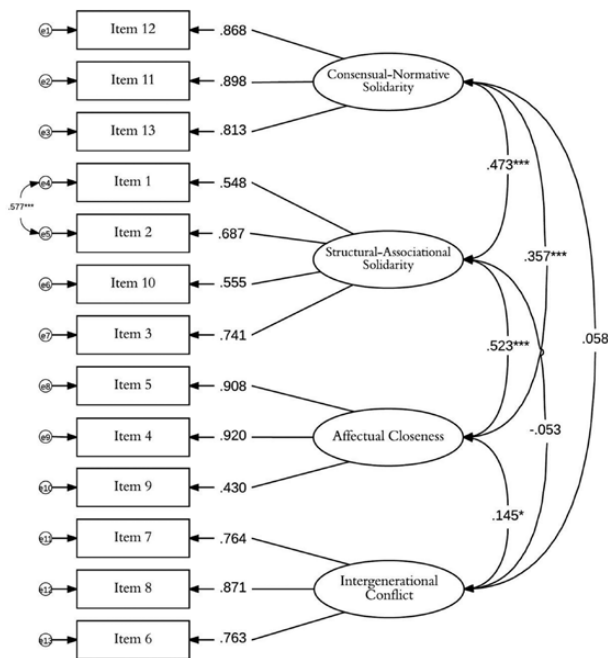 e1 Item 12 .868
e2 Item 11 .898
e3 Item 13 .813
Consensual-Normative
Solidarity
e4 Item 1 .548
.577***
e5 Item 2 .687
e6 Item 10 .555
e7 Item 3 .741
Structural-Associational
Solidarity
e8 Item 5 .908
e9 Item 4 .920
e10 Item 9 .430
Affectual Closeness
e11 Item 7 .764
e12 Item 8 .871
e13 Item 6 .763
Intergenerational
Conflict
.473***
.357***
.058
.523***
-.053
.145*